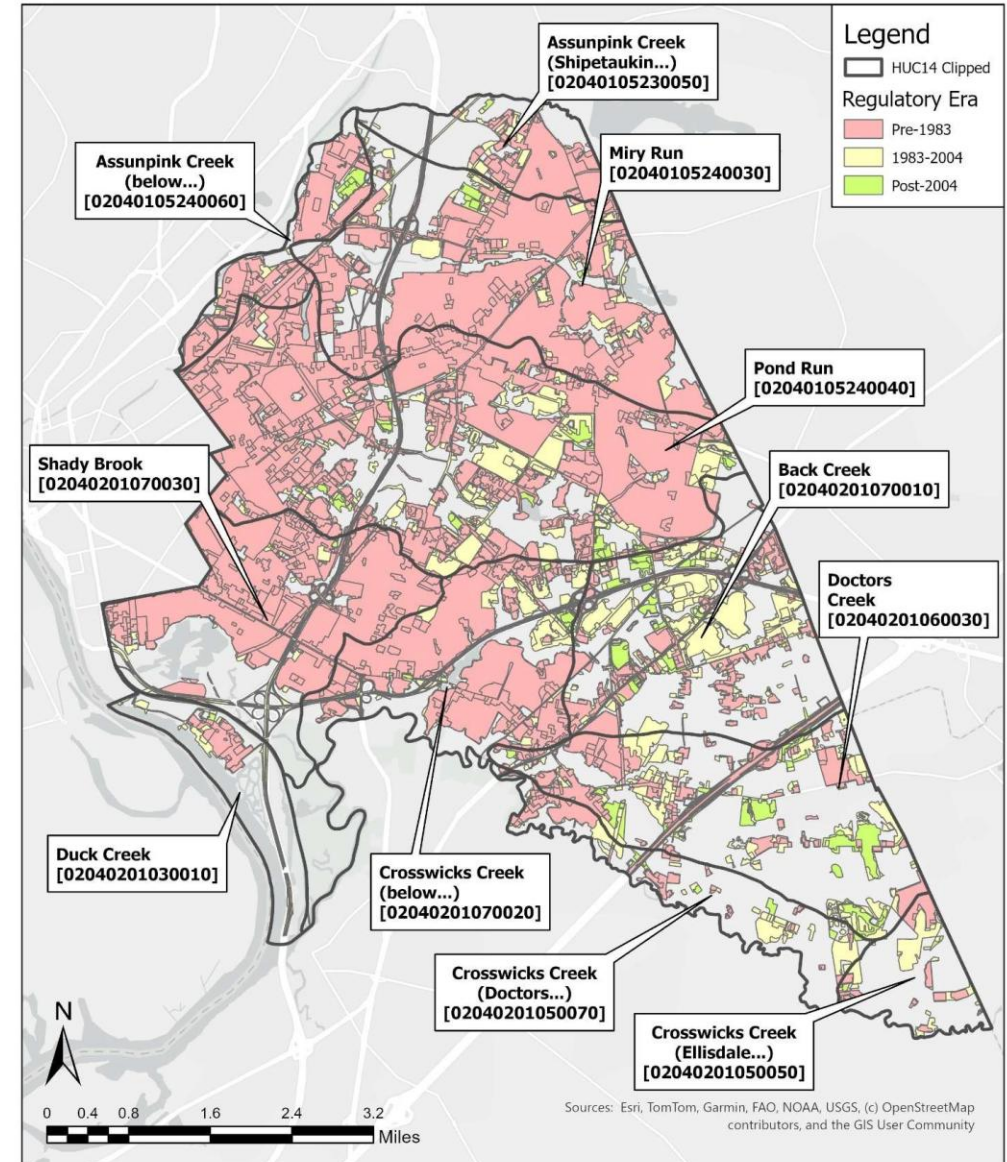 Legend
HUC14 Clipped
Regulatory Era
Pre-1983
1983-2004
Post-2004
Assunpink Creek
(Shipetaukin...)
[02040105230050]
Assunpink Creek
(below...)
[02040105240060]
Miry Run
[02040105240030]
Pond Run
[02040105240040]
Shady Brook
[02040201070030]
Back Creek
[02040201070010]
Doctors
Creek
[02040201060030]
Duck Creek
[02040201030010]
Crosswicks Creek
(below...)
[02040201070020]
Crosswicks Creek
(Doctors...)
[02040201050070]
Crosswicks Creek
(Ellisdale...)
[02040201050050]
N
0 0.4 0.8 1.6 2.4 3.2
Miles
Sources: Esri, TomTom, Garmin, FAO, NOAA, USGS, (c) OpenStreetMap
contributors, and the GIS User Community